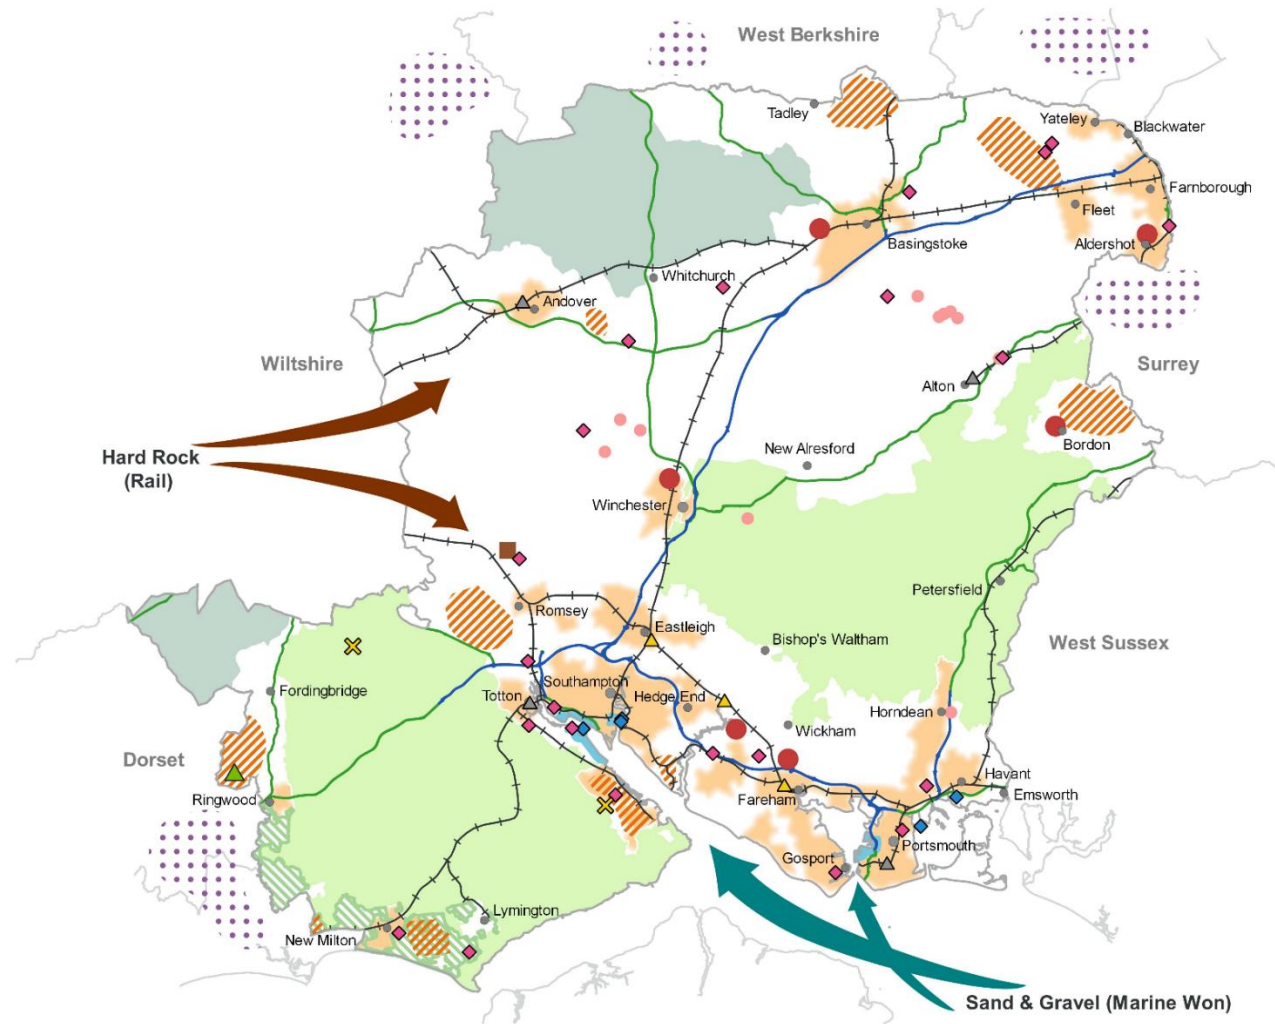 West Berkshire
Tadley
Yateley
Blackwater
Farnborough
Fleet
Basingstoke
Aldershot
Whitchurch
Andover
Wiltshire
Surrey
Alton
Hard Rock
(Rail)
New Alresford
Bordon
Winchester
Petersfield
Romsey
Eastleigh
Bishop's Waltham
West Sussex
Fordingbridge
Totton
Southampton
Hedge End
Horndean
Wickham
Dorset
Ringwood
Havant
Fareham
Emsworth
Portsmouth
Gosport
Lymington
New Milton
Sand & Gravel (Marine Won)